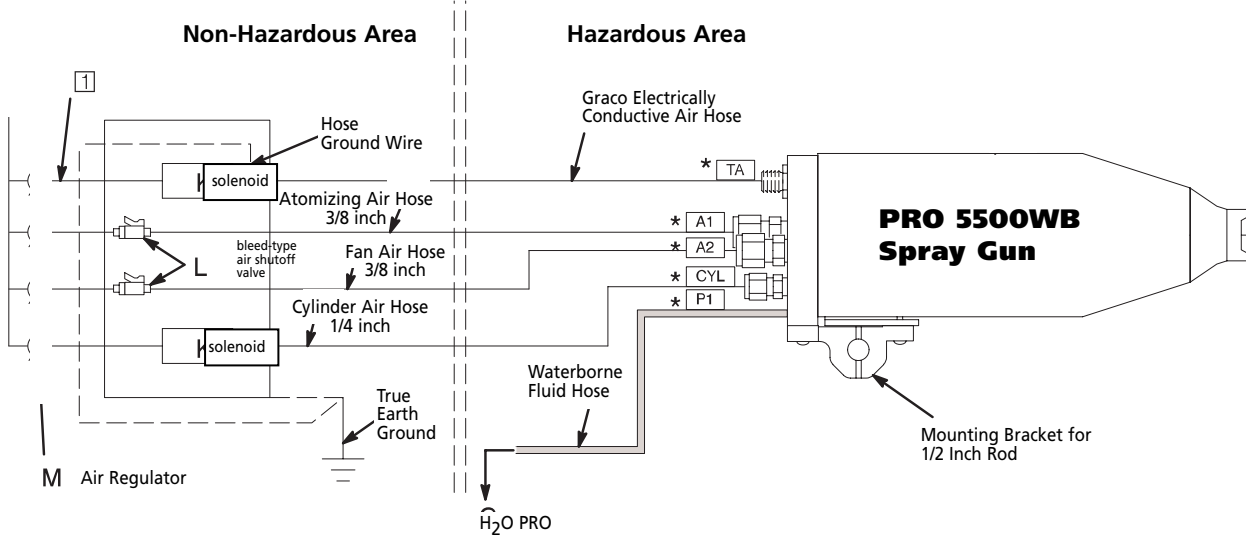 Non-Hazardous Area
Hazardous Area
1
Graco Electrically
Conductive Air Hose
Hose
Ground Wire
solenoid
* TA
Atomizing Air Hose
3/8 inch
* A1
PRO 5500WB
Spray Gun
* A2
bleed-type
air shutoff
valve
L
Fan Air Hose
3/8 inch
* CYL
* P1
Cylinder Air Hose
1/4 inch
solenoid
Waterborne
Fluid Hose
True
Earth
Ground
Mounting Bracket for
1/2 Inch Rod
M Air Regulator
H2O PRO